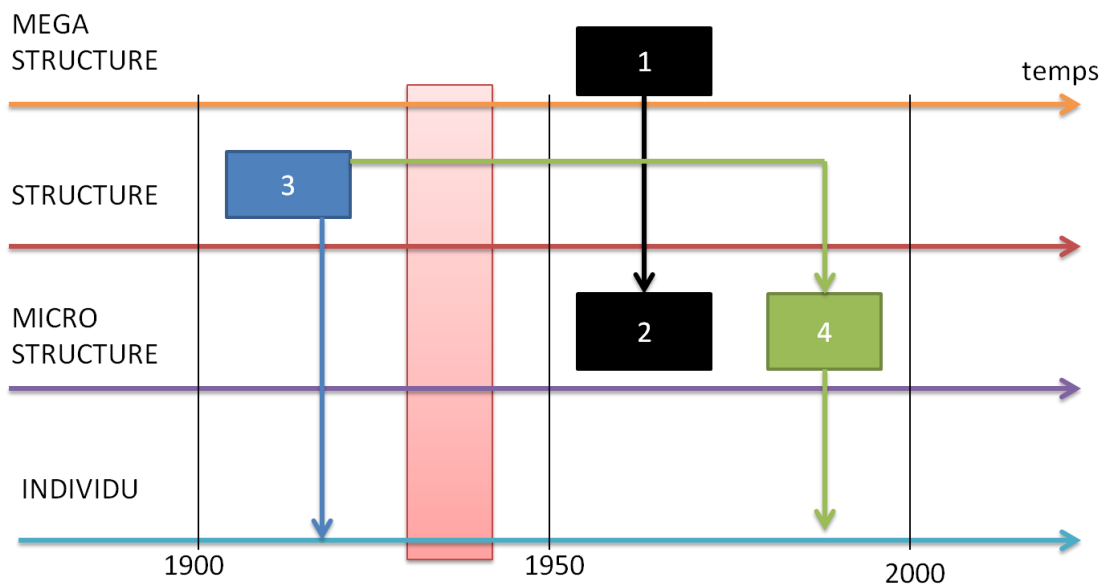 MEGA
STRUCTURE
1
temps
3
STRUCTURE
MICRO
STRUCTURE
2
4
INDIVIDU
1900
1950
2000